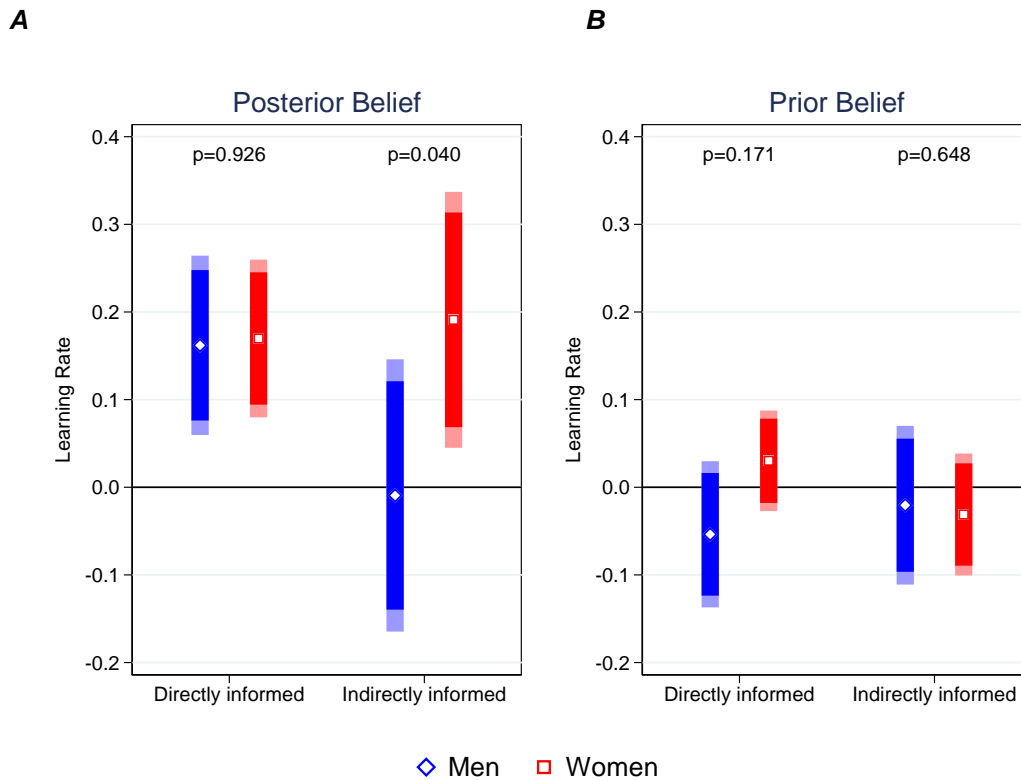 A
B
Posterior Belief
Prior Belief
p=0.926
p=0.040
p=0.171
p=0.648
Learning Rate
0.4
0.3
0.2
0.1
0.0
-0.1
-0.2
Directly informed
Indirectly informed
Learning Rate
0.4
0.3
0.2
0.1
0.0
-0.1
-0.2
Directly informed
Indirectly informed
Men
Women